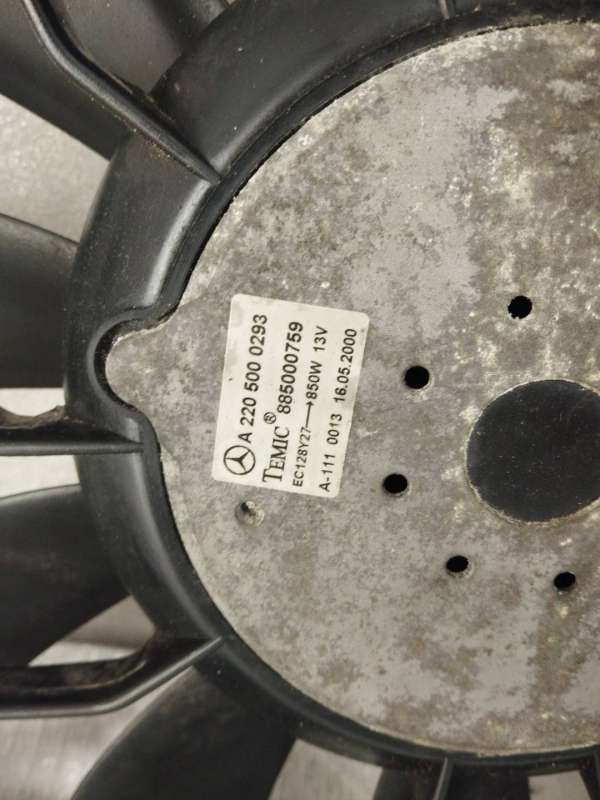 A 220 500 0293
TEMIC® 885000759
EC128Y27→850W 13V
A-111 0013 16.05.2000